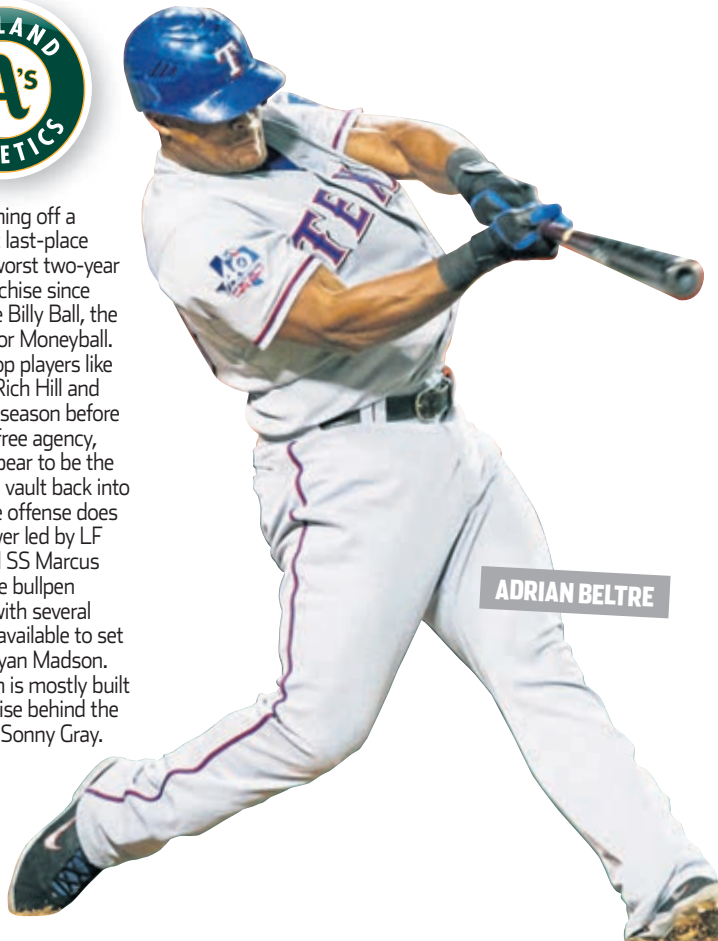 LAND
A's
ETICS
ning off a
last-place
worst two-year
chise since
e Billy Ball, the
or Moneyball.
op players like
Rich Hill and
season before
free agency,
pear to be the
vault back into
e offense does
wer led by LF
SS Marcus
e bullpen
with several
available to set
yan Madson.
n is mostly built
ise behind the
Sonny Gray.
T
TEX
40
ADRIAN BELTRE